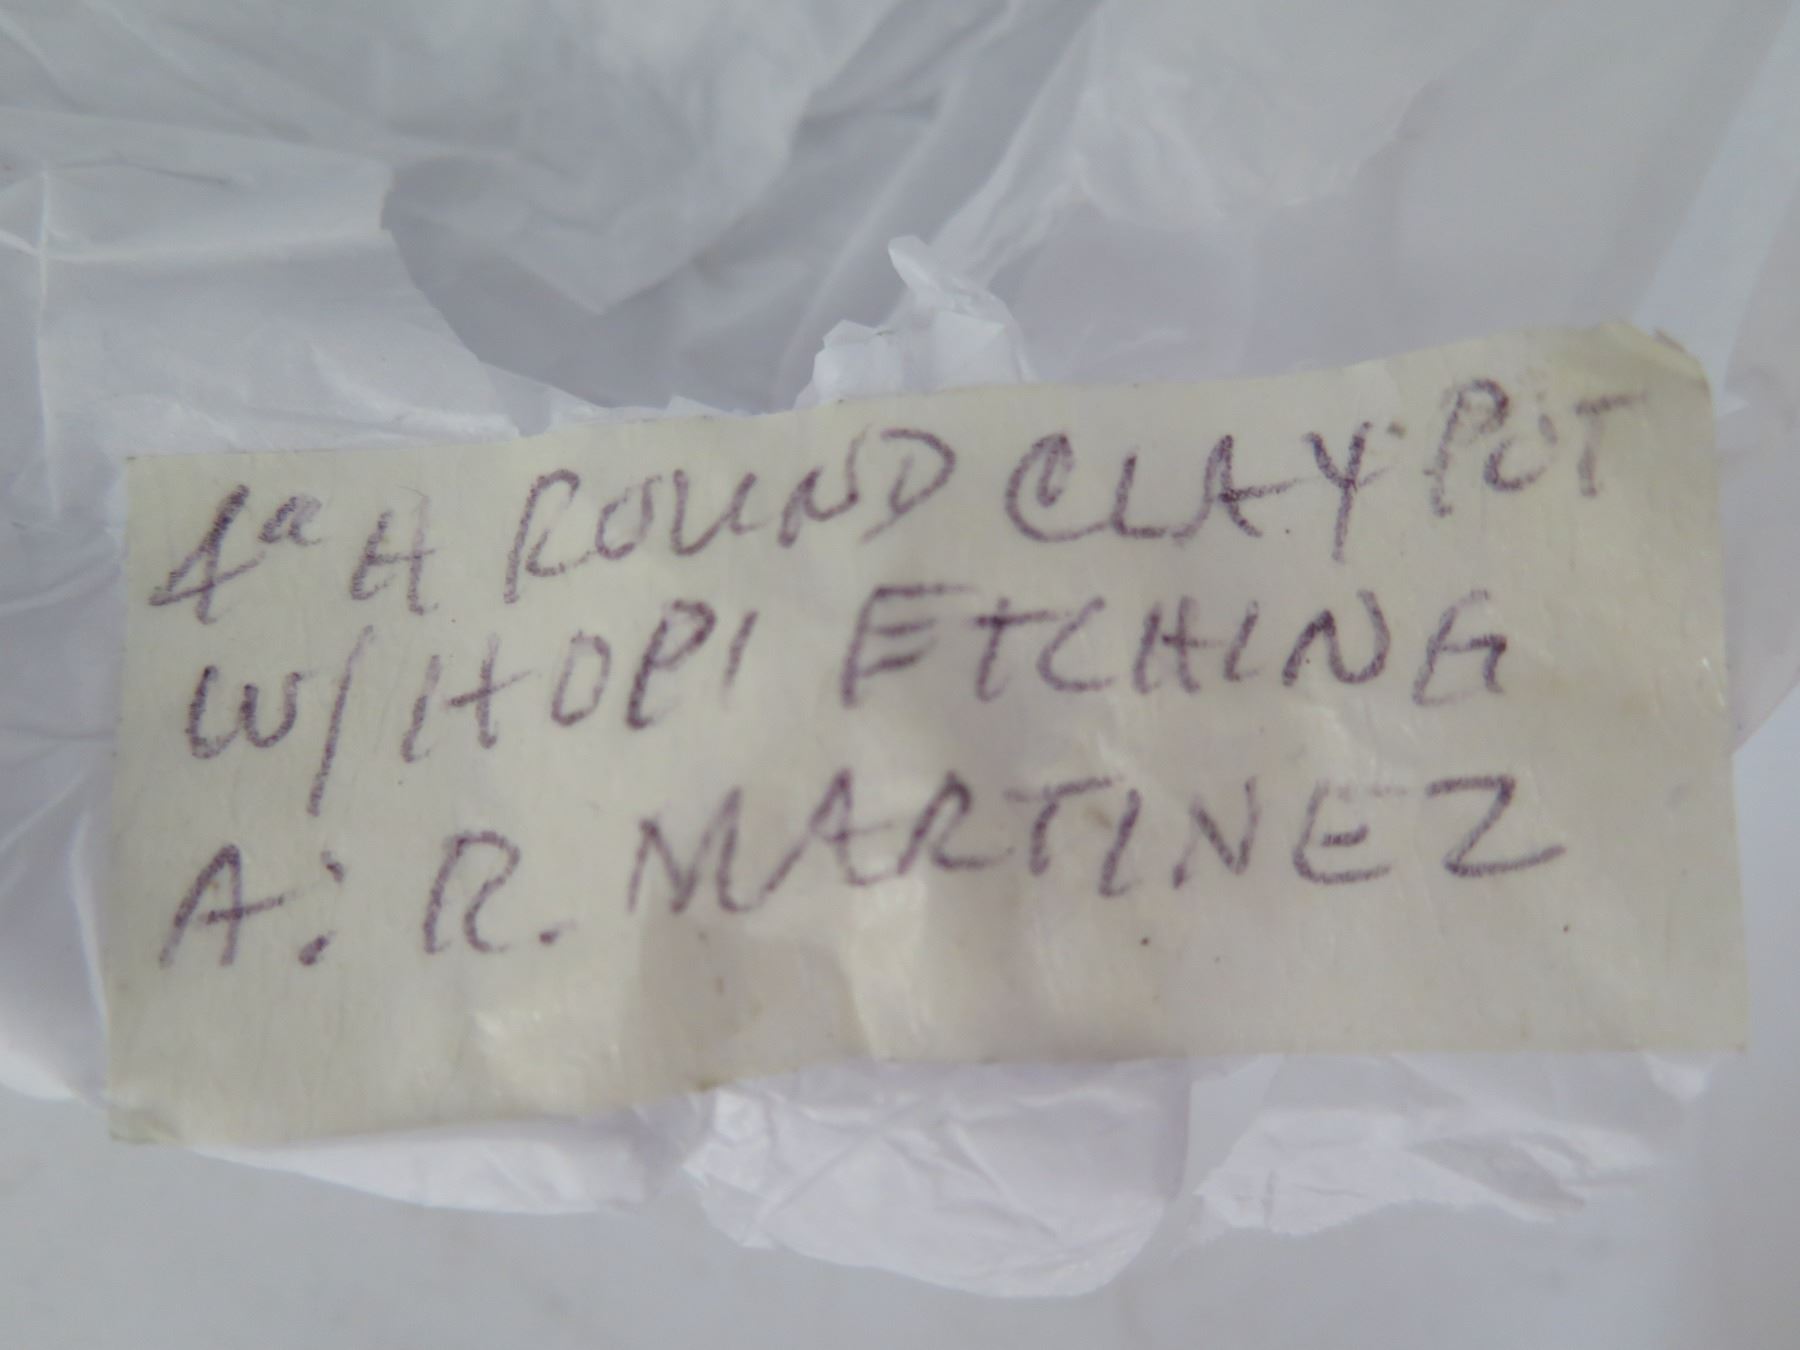 4" H ROUND CLAY POT
W/ HOPI ETCHING
A: R. MARTINEZ